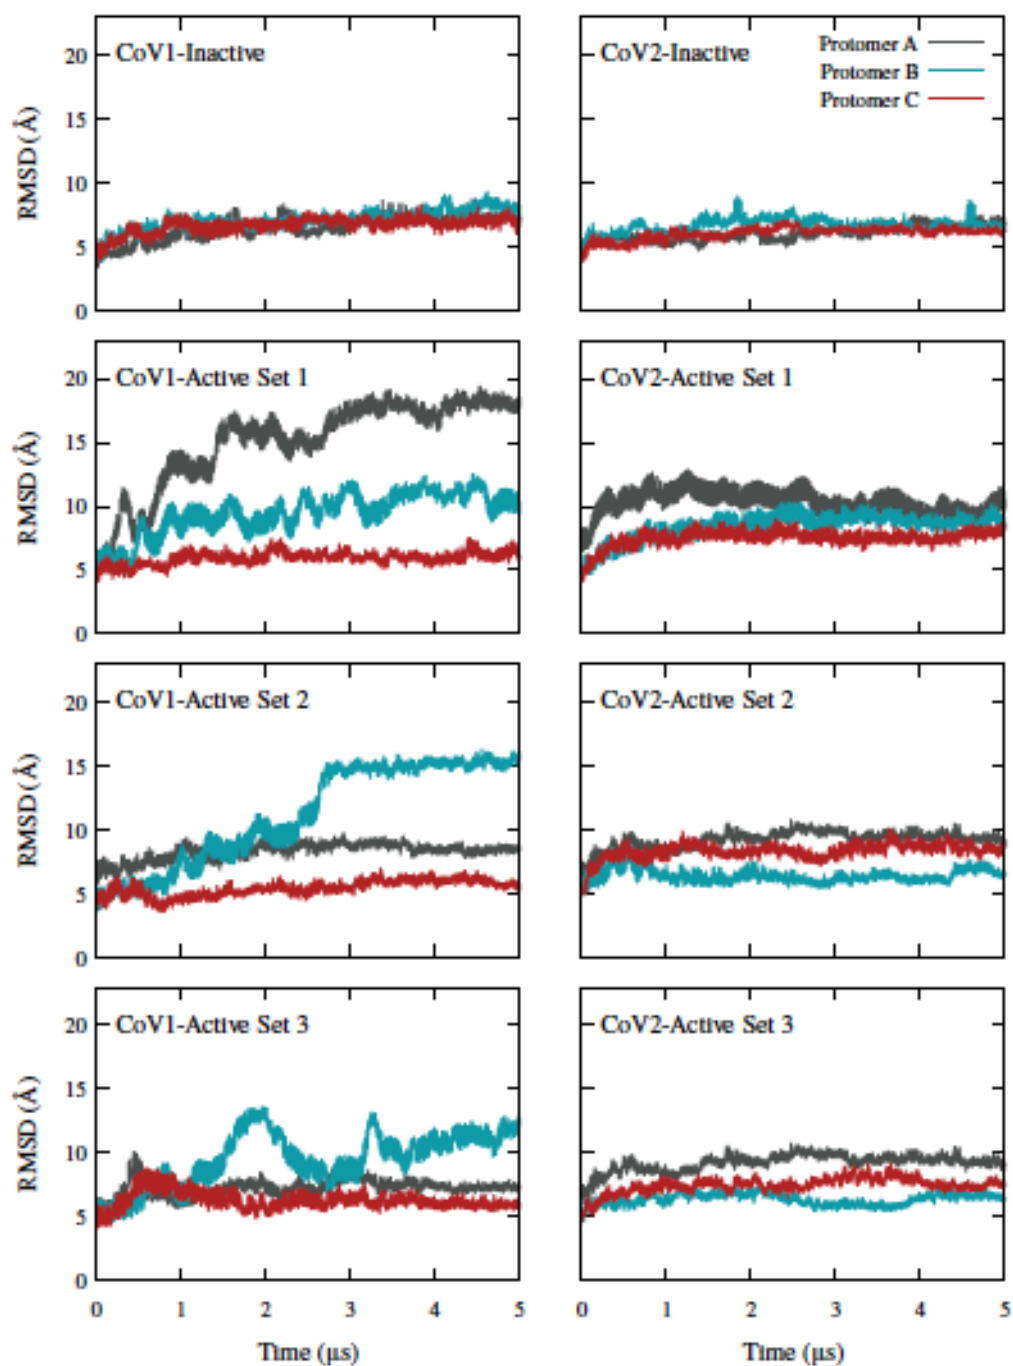 CoV1-Inactive
CoV2-Inactive
Protomer A
Protomer B
Protomer C
RMSD (Å)
20
15
10
5
0
CoV1-Active Set 1
CoV2-Active Set 1
RMSD (Å)
20
15
10
5
0
CoV1-Active Set 2
CoV2-Active Set 2
RMSD (Å)
20
15
10
5
0
CoV1-Active Set 3
CoV2-Active Set 3
RMSD (Å)
20
15
10
5
0
0 1 2 3 4 5
0 1 2 3 4 5
Time (μs)
Time (μs)